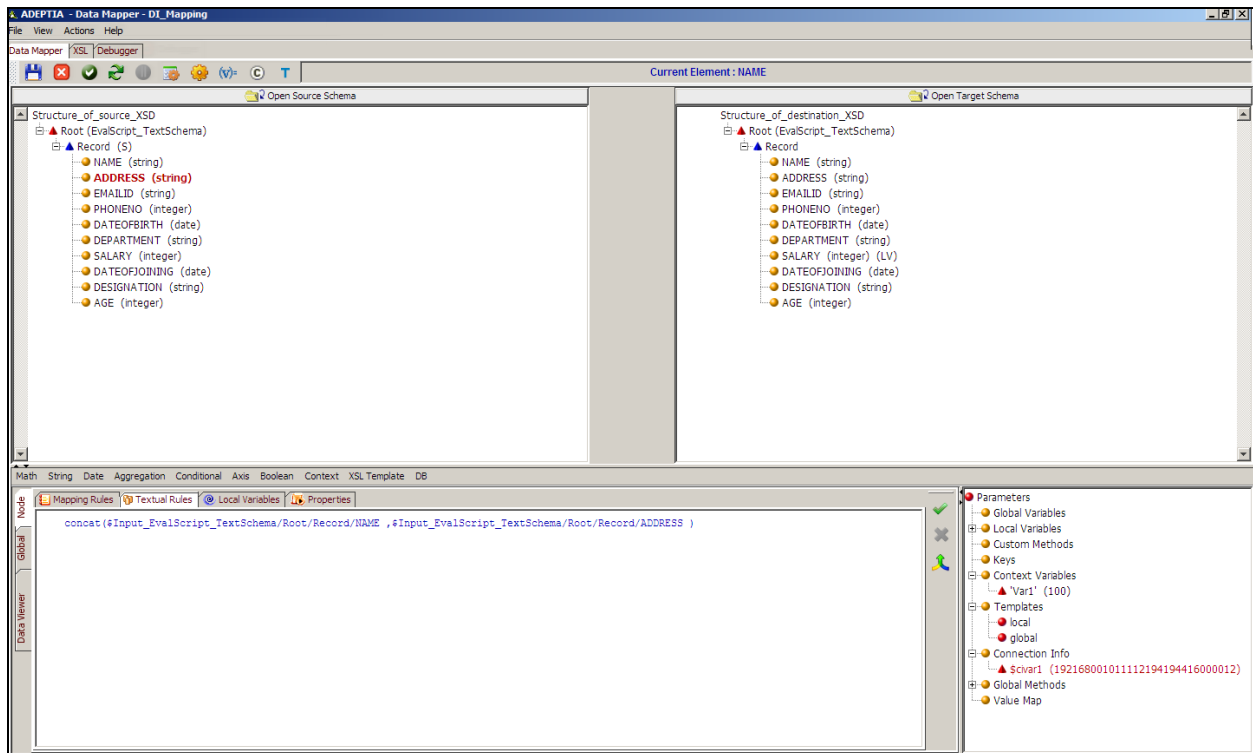 ADEPTIA - Data Mapper - DI_Mapping
File View Actions Help
Data Mapper XSL Debugger
(V)= C T
Current Element : NAME
Open Source Schema
Structure_of_source_XSD
Root (EvalScript_TextSchema)
Record (S)
NAME (string)
ADDRESS (string)
EMAILID (string)
PHONENO (integer)
DATEOFBIRTH (date)
DEPARTMENT (string)
SALARY (integer)
DATEOFJOINING (date)
DESIGNATION (string)
AGE (integer)
Open Target Schema
Structure_of_destination_XSD
Root (EvalScript_TextSchema)
Record
NAME (string)
ADDRESS (string)
EMAILID (string)
PHONENO (integer)
DATEOFBIRTH (date)
DEPARTMENT (string)
SALARY (integer) (LV)
DATEOFJOINING (date)
DESIGNATION (string)
AGE (integer)
Math String Date Aggregation Conditional Axis Boolean Context XSL Template DB
Node
Global
Data Viewer
Mapping Rules Textual Rules Local Variables Properties
concat($Input_EvalScript_TextSchema/Root/Record/NAME ,$Input_EvalScript_TextSchema/Root/Record/ADDRESS )
Parameters
Global Variables
Local Variables
Custom Methods
Keys
Context Variables
'Var1' (100)
Templates
local
global
Connection Info
$civar1 (192168001011112194194416000012)
Global Methods
Value Map